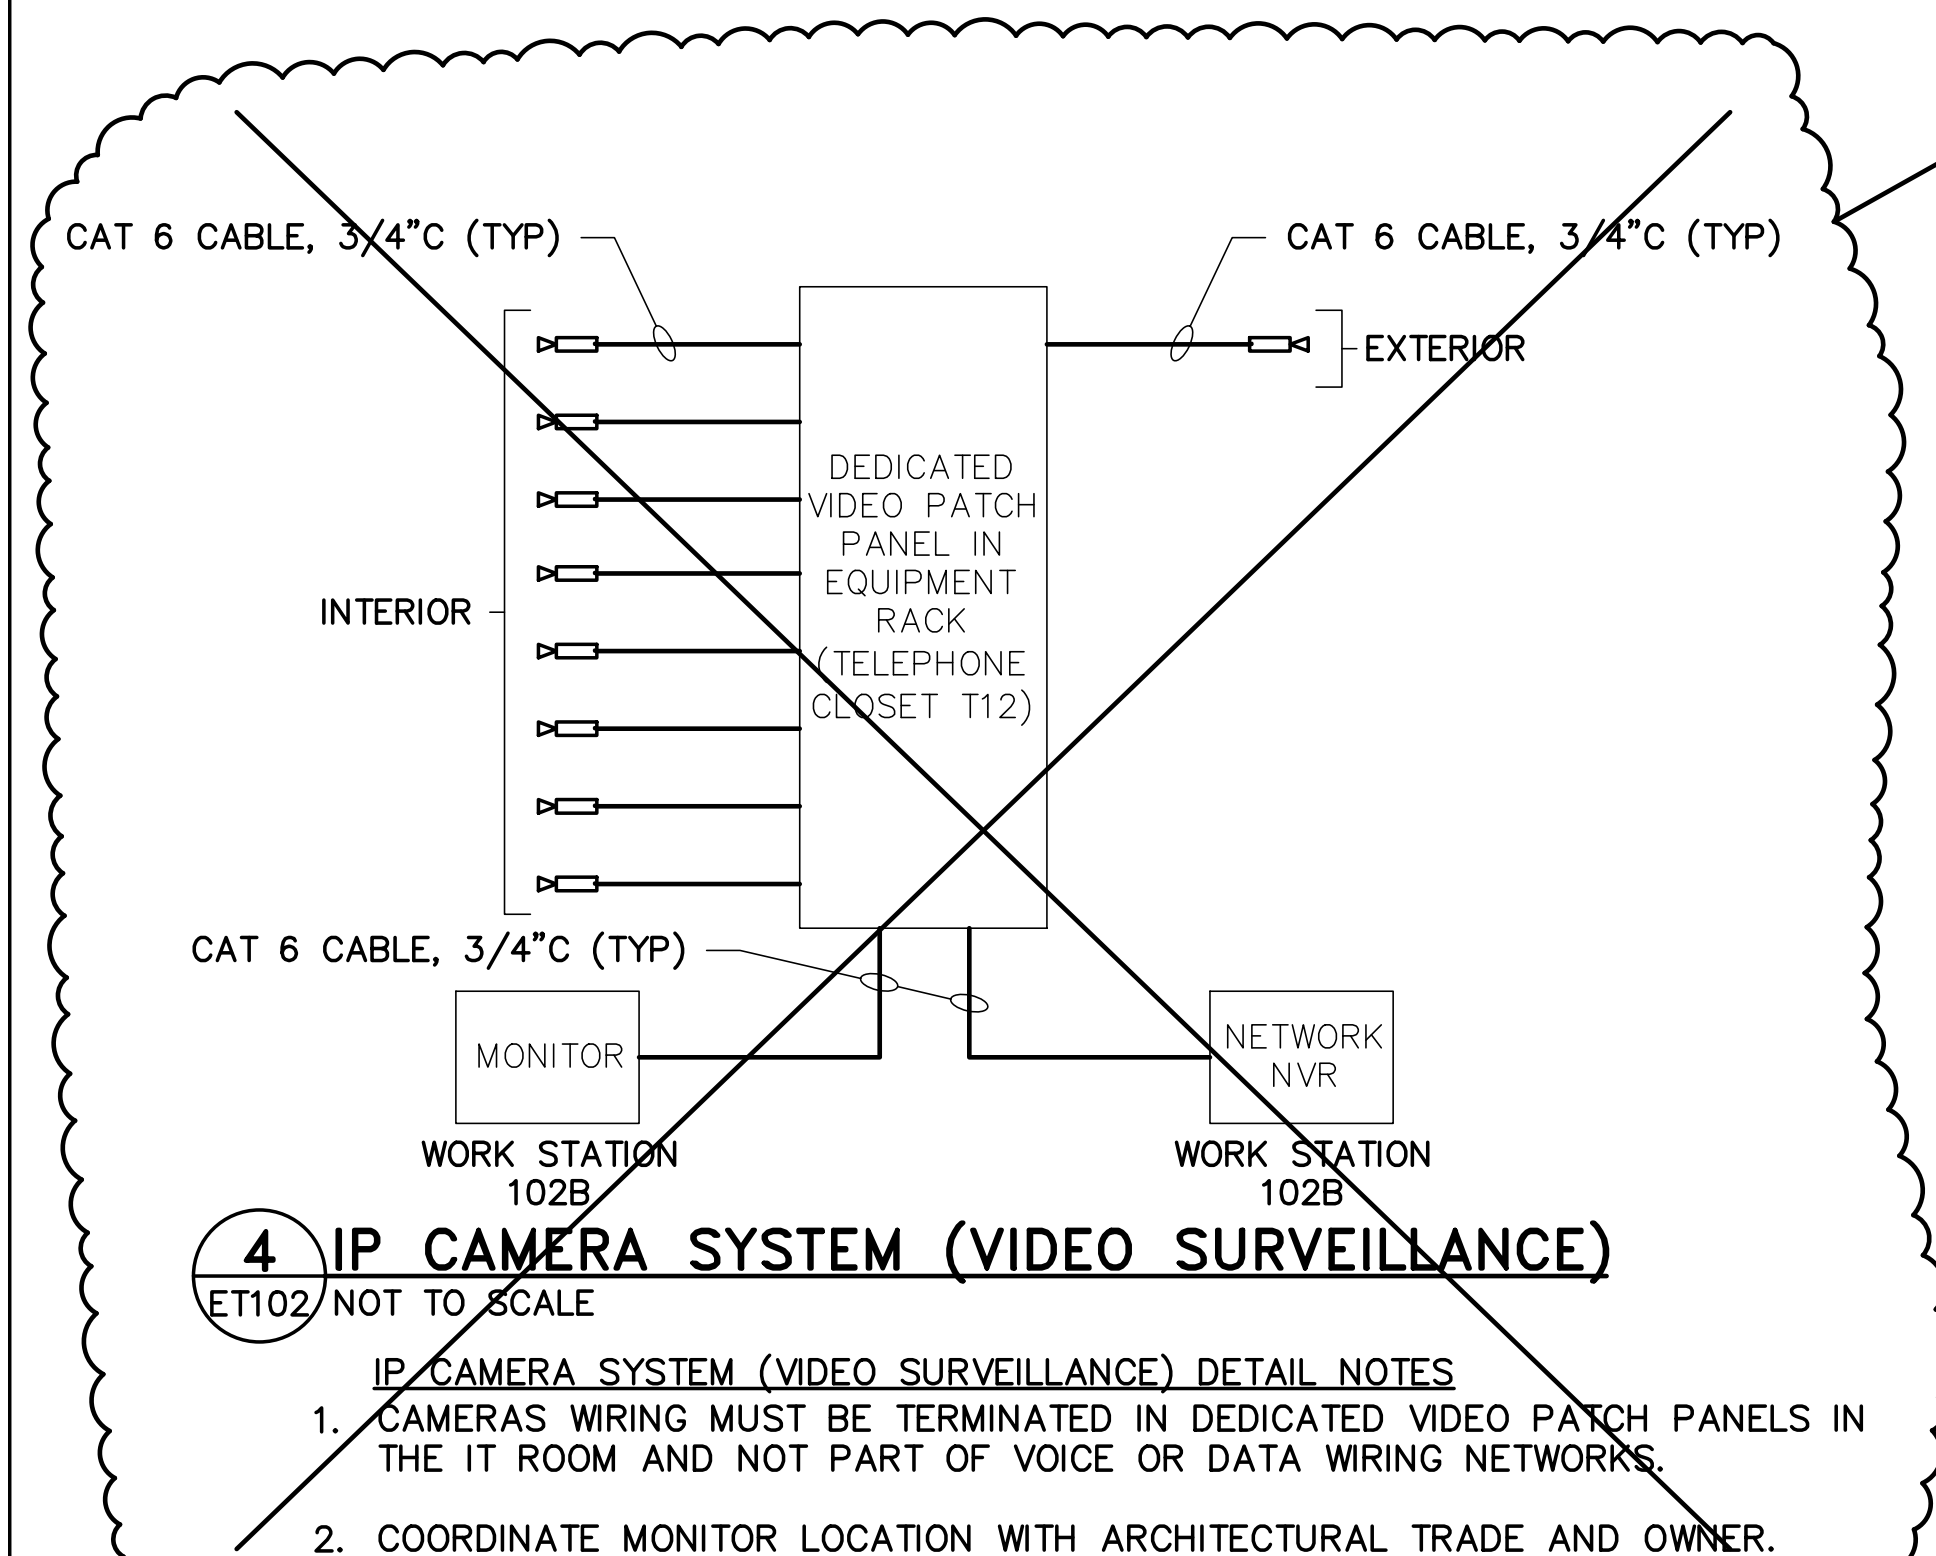 CAT 6 CABLE, 3/4”C (TYP)
CAT 6 CABLE, 3/4”C (TYP)
EXTERIOR
DEDICATED
VIDEO PATCH
PANEL IN
EQUIPMENT
RACK
(TELEPHONE
CLOSET T12)
INTERIOR
CAT 6 CABLE, 3/4”C (TYP)
MONITOR
NETWORK
NVR
WORK STATION
102B
WORK STATION
102B
4
IP CAMERA SYSTEM (VIDEO SURVEILLANCE)
ET102
NOT TO SCALE
IP CAMERA SYSTEM (VIDEO SURVEILLANCE) DETAIL NOTES
1. CAMERAS WIRING MUST BE TERMINATED IN DEDICATED VIDEO PATCH PANELS IN
THE IT ROOM AND NOT PART OF VOICE OR DATA WIRING NETWORKS.
2. COORDINATE MONITOR LOCATION WITH ARCHITECTURAL TRADE AND OWNER.